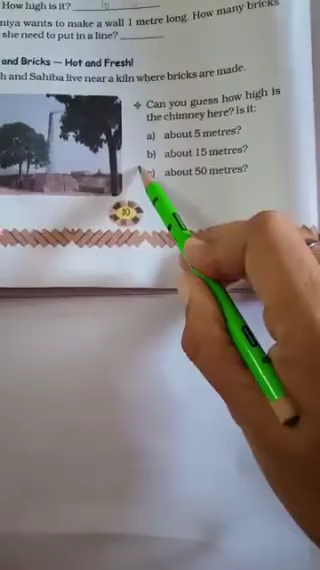 How high is it?
niya wants to make a wall 1 metre long. How many bricks
she need to put in a line?
and Bricks — Hot and Fresh!
h and Sahiba live near a kiln where bricks are made.
❖ Can you guess how high is
the chimney here? Is it:
a) about 5 metres?
b) about 15 metres?
c) about 50 metres?
10